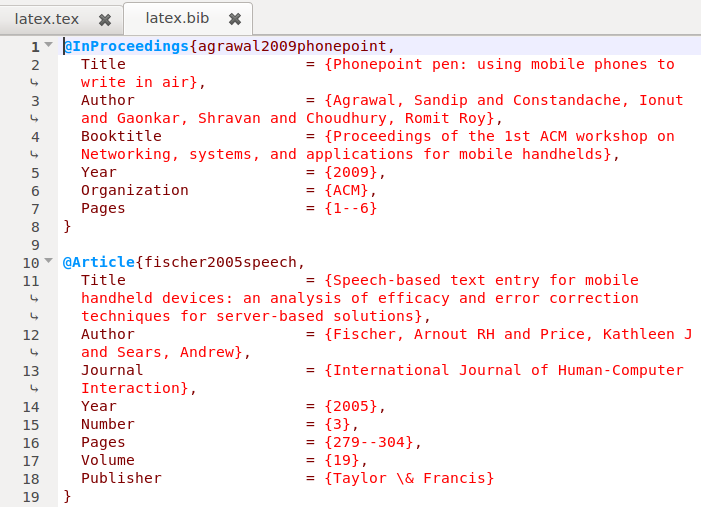 latex.tex ✖ latex.bib ✖
1 @InProceedings{agrawal2009phonepoint,
2 Title = {Phonepoint pen: using mobile phones to
write in air},
3 Author = {Agrawal, Sandip and Constandache, Ionut
and Gaonkar, Shravan and Choudhury, Romit Roy},
4 Booktitle = {Proceedings of the 1st ACM workshop on
Networking, systems, and applications for mobile handhelds},
5 Year = {2009},
6 Organization = {ACM},
7 Pages = {1--6}
8 }
9
10 @Article{fischer2005speech,
11 Title = {Speech-based text entry for mobile
handheld devices: an analysis of efficacy and error correction
techniques for server-based solutions},
12 Author = {Fischer, Arnout RH and Price, Kathleen J
and Sears, Andrew},
13 Journal = {International Journal of Human-Computer
Interaction},
14 Year = {2005},
15 Number = {3},
16 Pages = {279--304},
17 Volume = {19},
18 Publisher = {Taylor \& Francis}
19 }